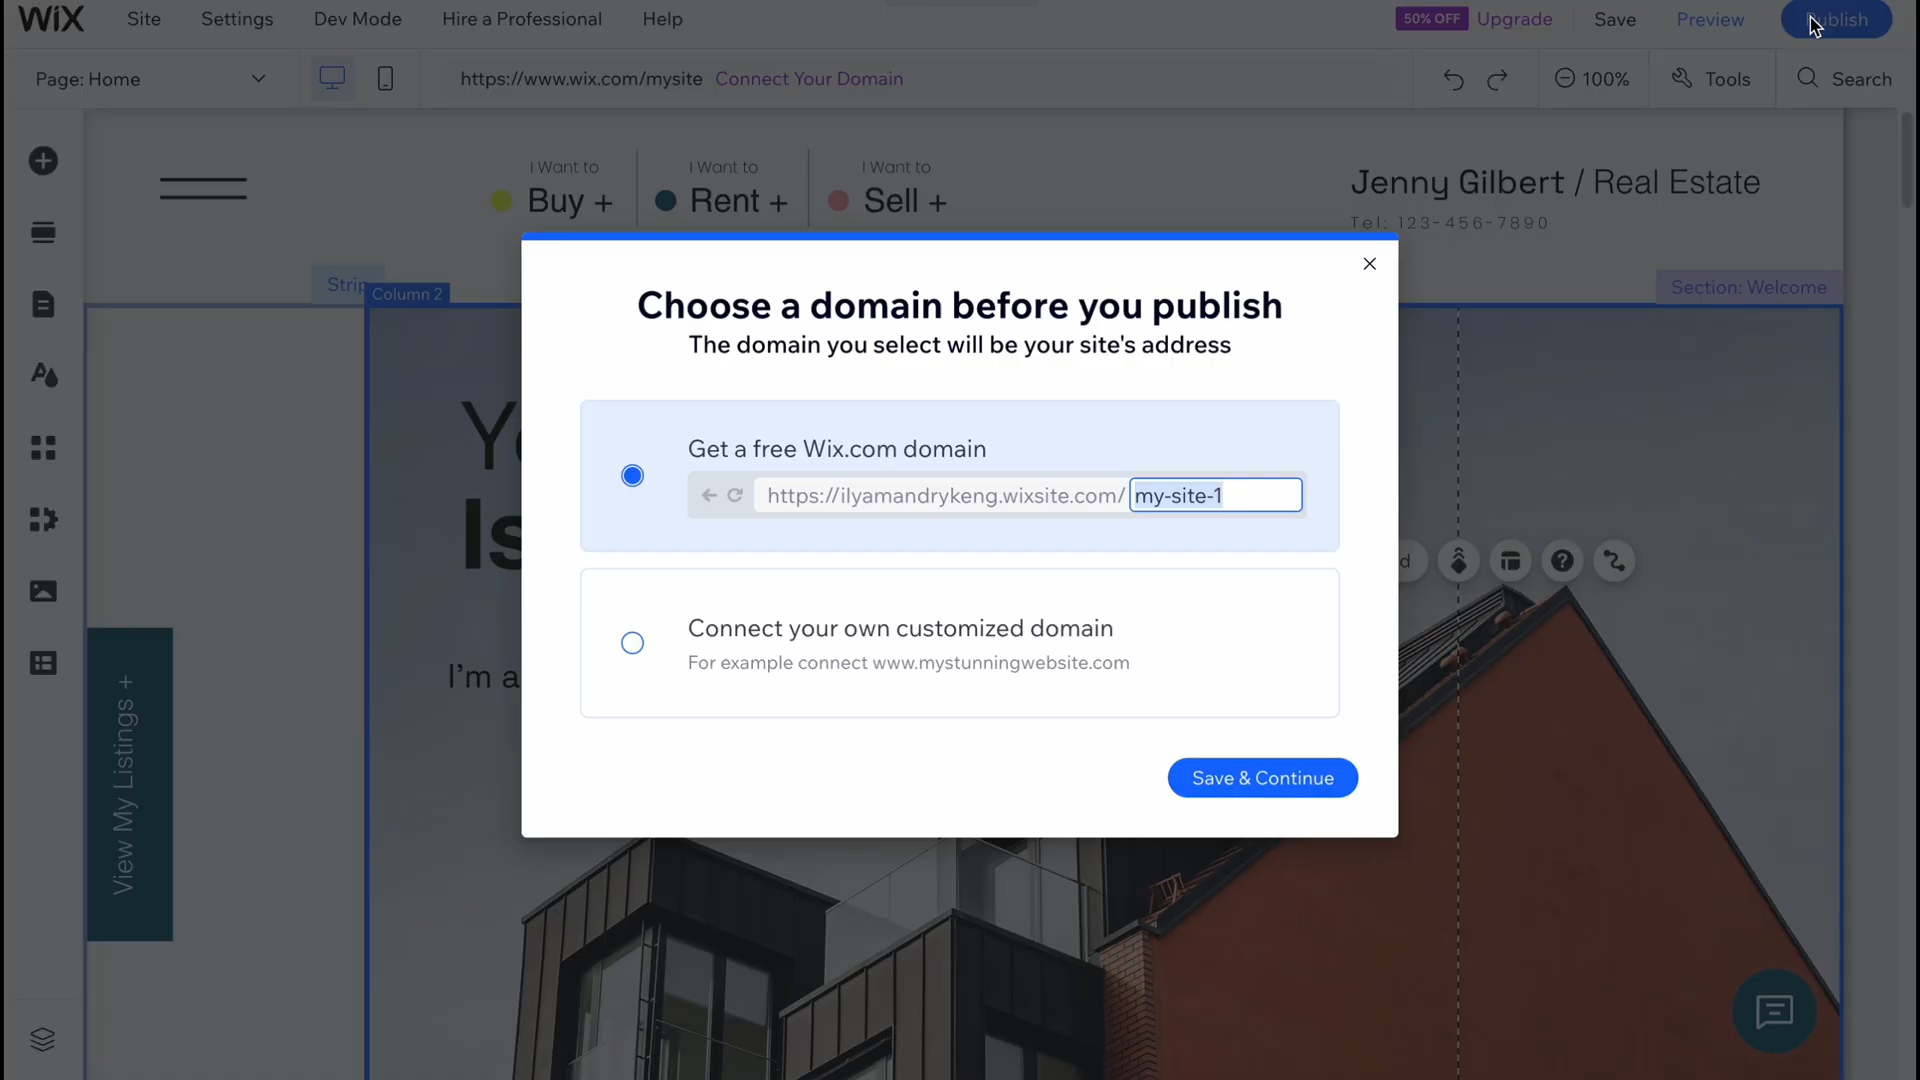 WiX Site Settings Dev Mode Hire a Professional Help 50% OFF Upgrade Save Preview Publish
Page: Home https://www.wix.com/mysite Connect Your Domain 100% Tools Search
I Want to I Want to I Want to
Buy + Rent + Sell +
Jenny Gilbert / Real Estate
Tel: 123-456-7890
Strip
Column 2
Section: Welcome
Choose a domain before you publish
The domain you select will be your site's address
Get a free Wix.com domain
https://ilyamandrykeng.wixsite.com/ my-site-1
Is
I'm a
Connect your own customized domain
For example connect www.mystunningwebsite.com
View My Listings +
Save & Continue